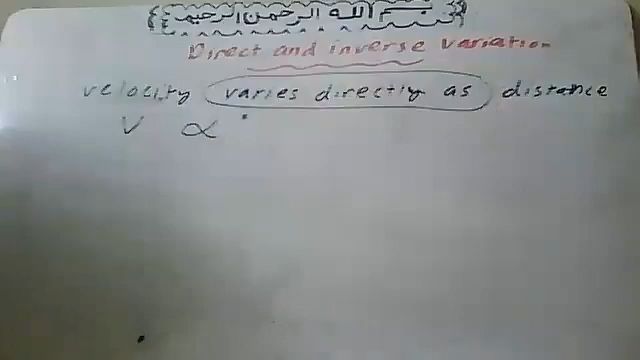 بسم الله الرحمن الرحيم
Direct and inverse variation
velocity varies directly as distance
V ∝